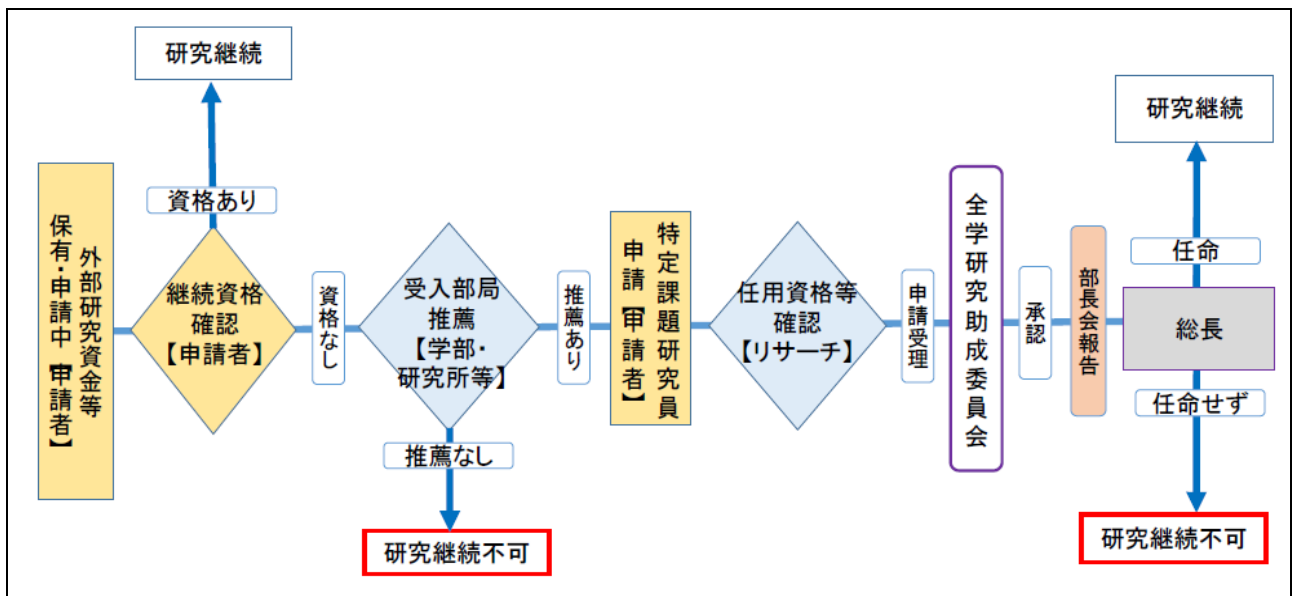 研究継続
資格あり
外部研究資金等
保有・申請中【申請者】
継続資格
確認
【申請者】
資格なし
受入部局
推薦
【学部・
研究所等】
推薦なし
研究継続不可
推薦あり
特定課題研究員
申請【申請者】
任用資格等
確認
【リサーチ】
申請受理
全学研究助成委員会
承認
部長会報告
総長
任命
研究継続
任命せず
研究継続不可